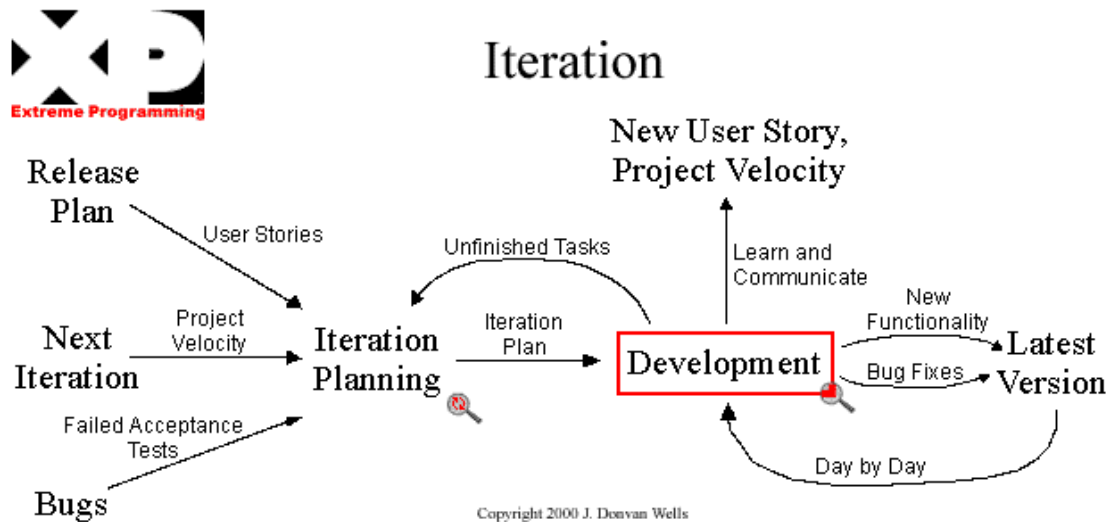 XP
Extreme Programming
Iteration
New User Story,
Project Velocity
Release
Plan
User Stories
Unfinished Tasks
Learn and
Communicate
Next
Iteration
Project
Velocity
Iteration
Planning
Iteration
Plan
Development
New
Functionality
Bug Fixes
Latest
Version
Failed Acceptance
Tests
Day by Day
Bugs
Copyright 2000 J. Donvan Wells